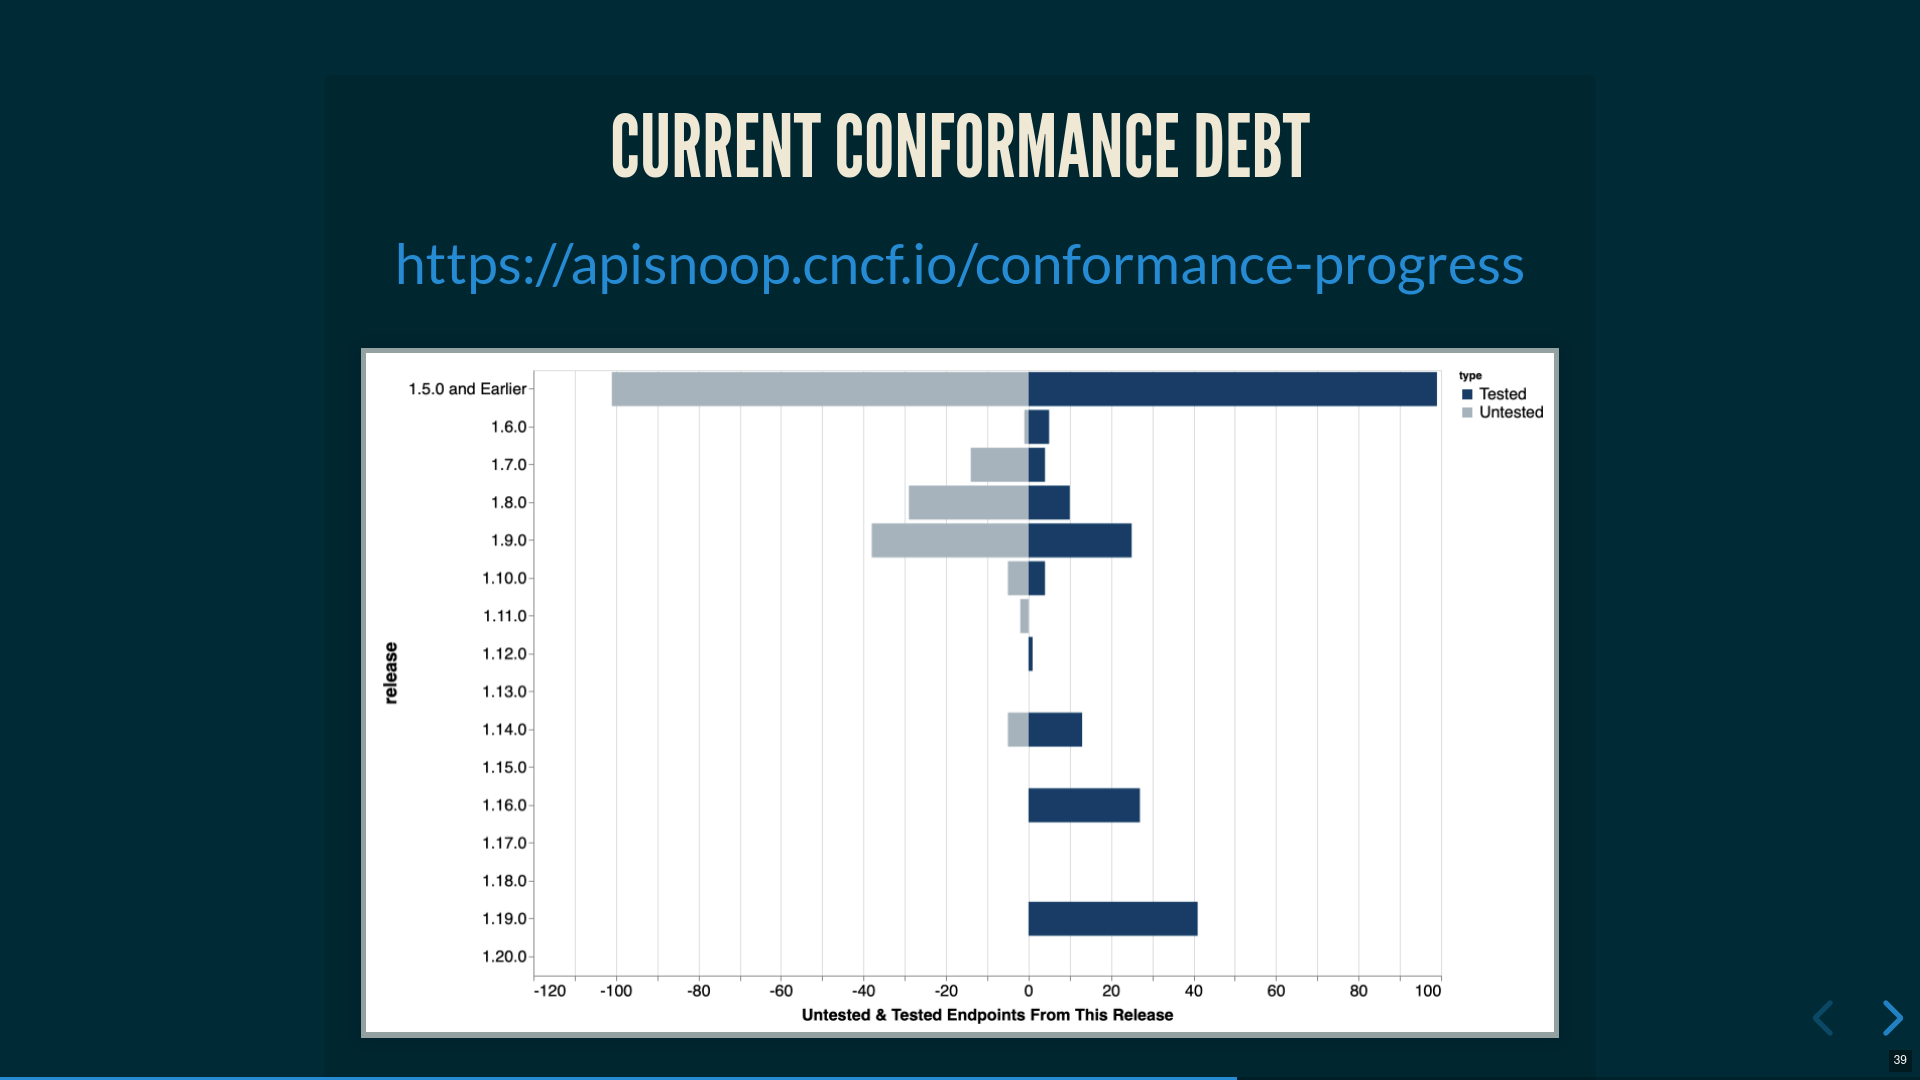 CURRENT CONFORMANCE DEBT
https://apisnoop.cncf.io/conformance-progress
type
Tested
Untested
1.5.0 and Earlier
1.6.0
1.7.0
1.8.0
1.9.0
1.10.0
1.11.0
1.12.0
1.13.0
1.14.0
1.15.0
1.16.0
1.17.0
1.18.0
1.19.0
1.20.0
release
-120 -100 -80 -60 -40 -20 0 20 40 60 80 100
Untested & Tested Endpoints From This Release
39